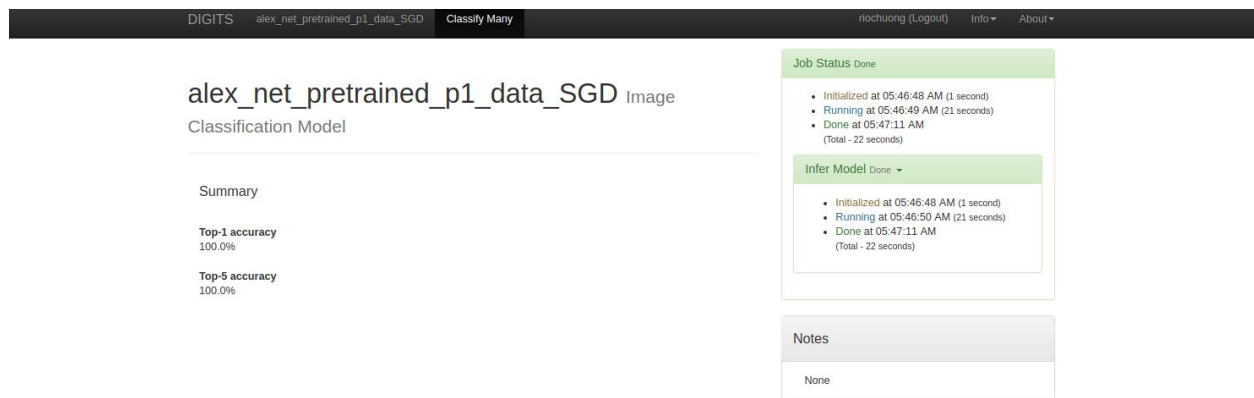 DIGITS alex_net_pretrained_p1_data_SGD Classify Many riochuong (Logout) Info About
alex_net_pretrained_p1_data_SGD Image
Classification Model
Summary
Top-1 accuracy
100.0%
Top-5 accuracy
100.0%
Job Status Done
Initialized at 05:46:48 AM (1 second)
Running at 05:46:49 AM (21 seconds)
Done at 05:47:11 AM
(Total - 22 seconds)
Infer Model Done
Initialized at 05:46:48 AM (1 second)
Running at 05:46:50 AM (21 seconds)
Done at 05:47:11 AM
(Total - 22 seconds)
Notes
None